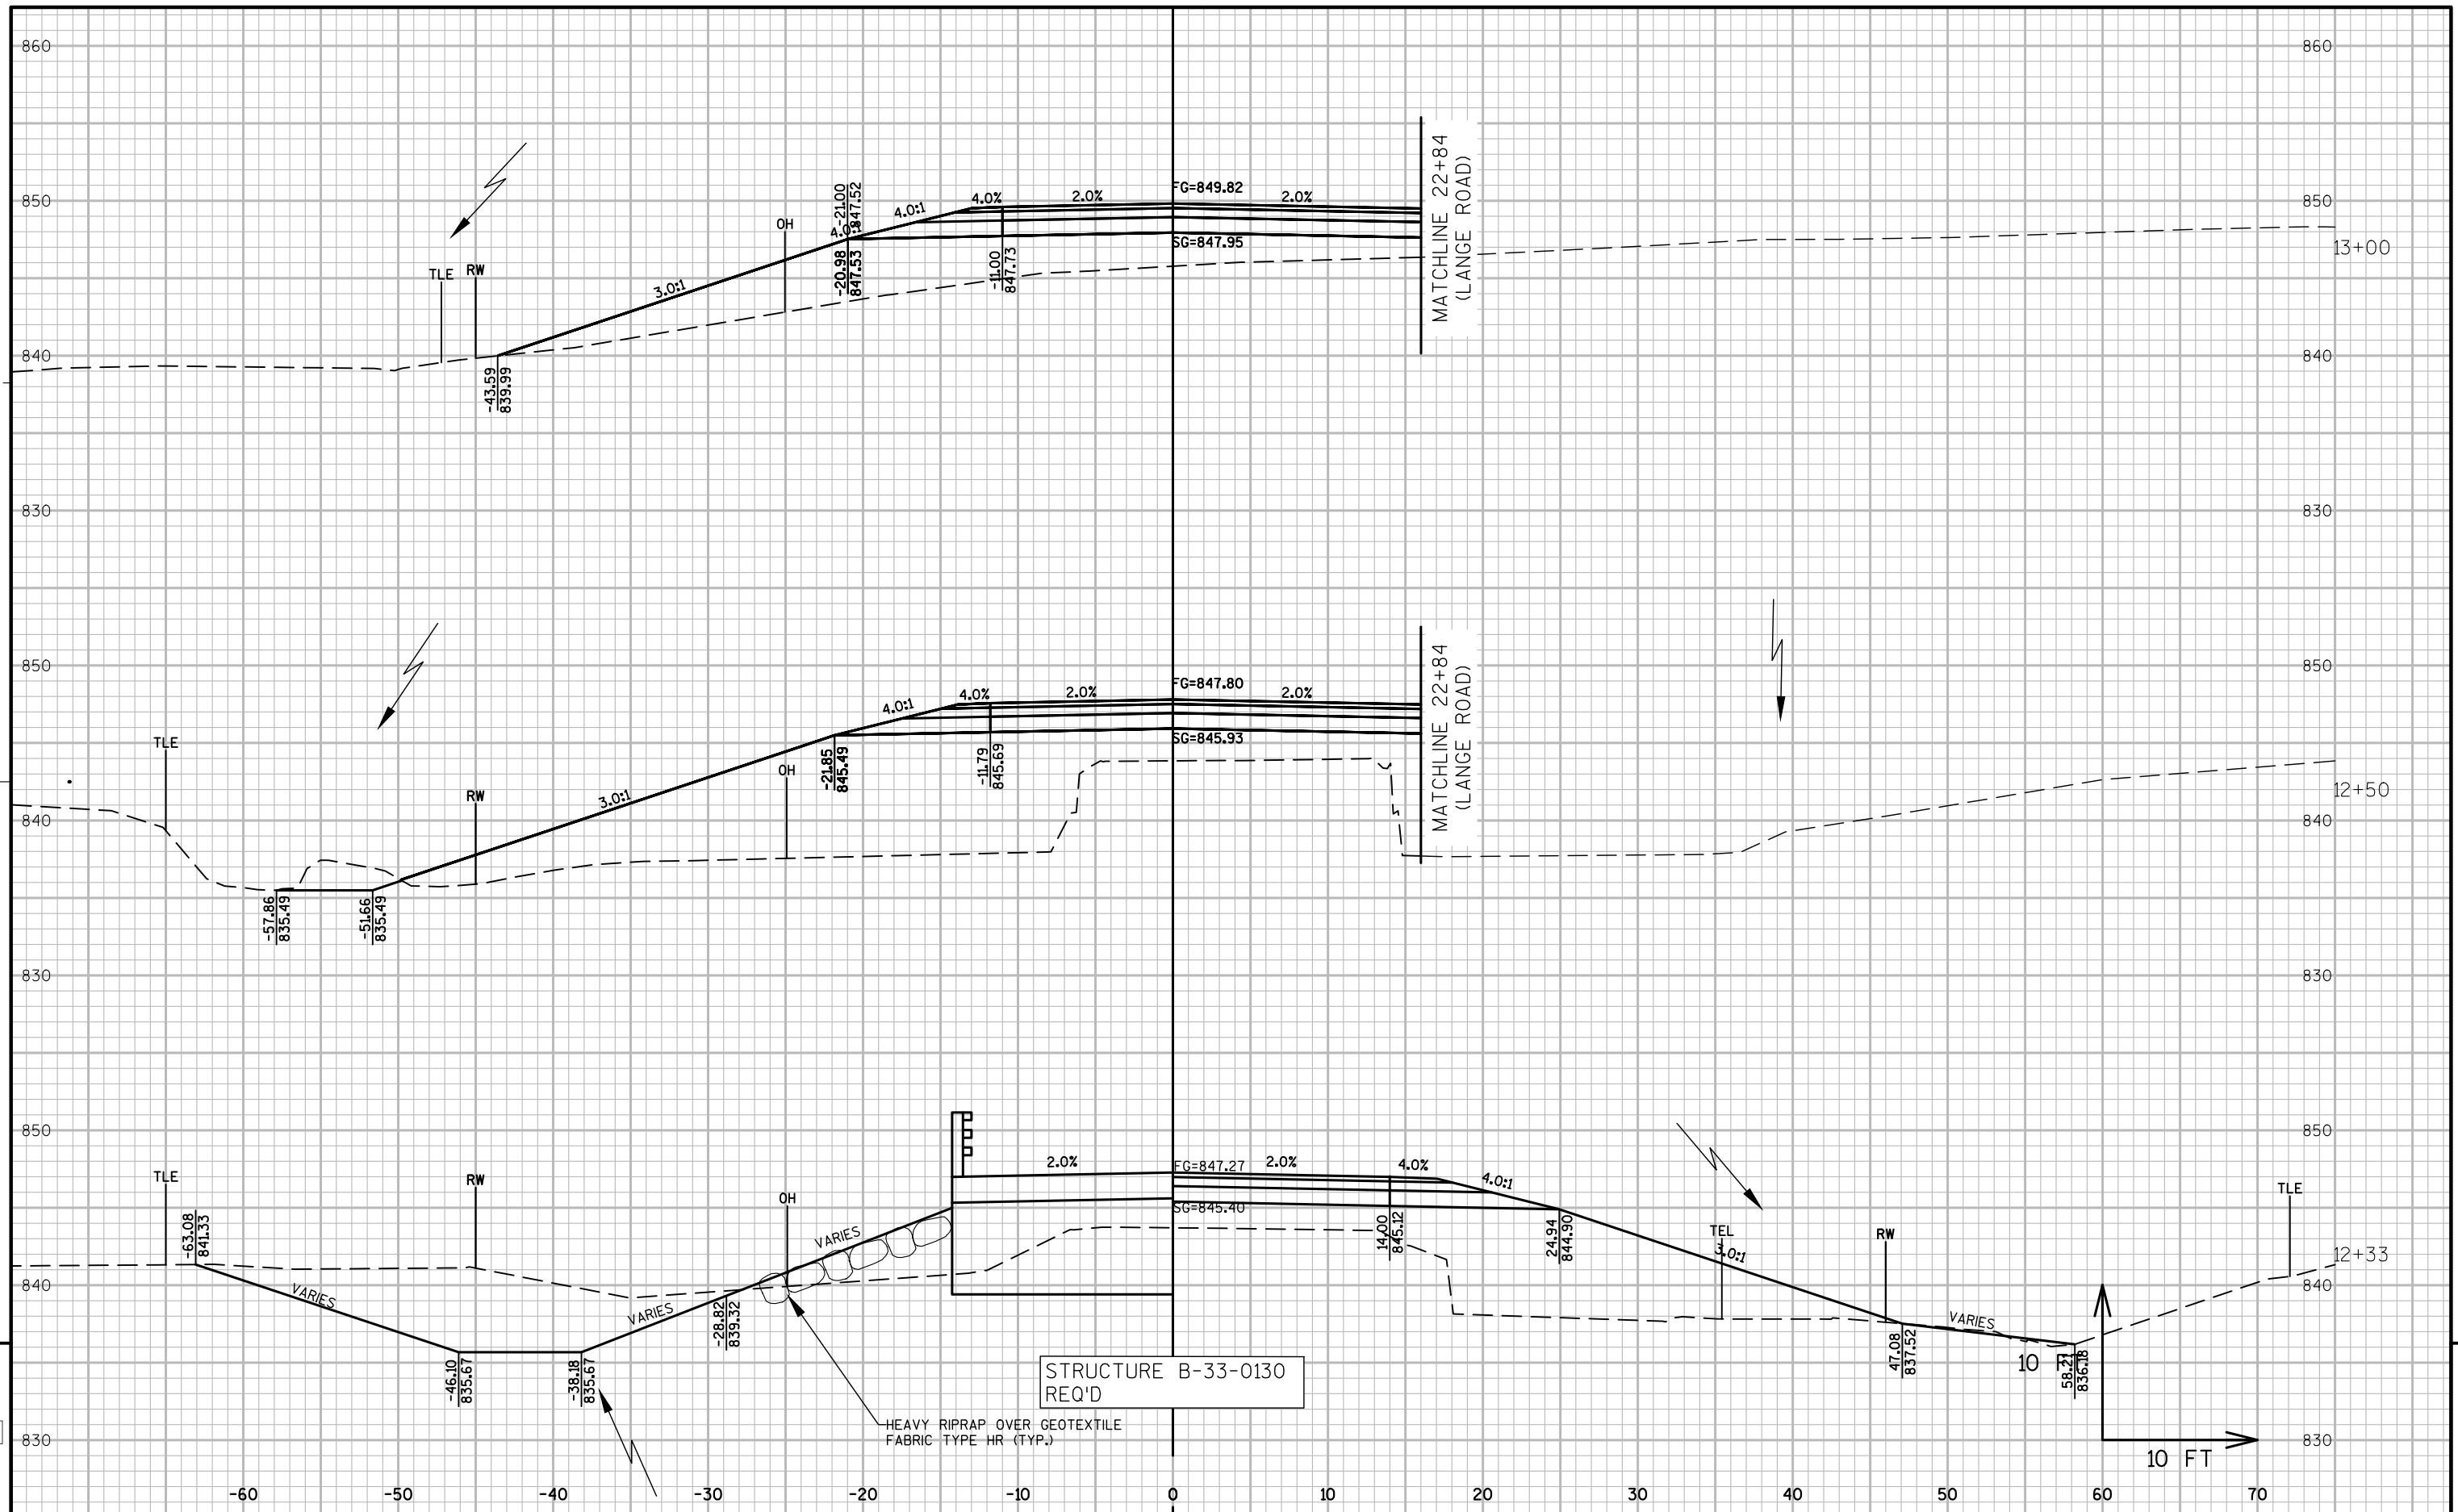 860
860
850
850
-21.00
847.52
4.0%
2.0%
FG=849.82
2.0%
4.0:1
4.0:1
OH
SG=847.95
MATCHLINE 22+84
(LANGE ROAD)
13+00
TLE
RW
3.0:1
-20.98
847.53
-11.00
847.73
840
840
-43.59
839.99
830
830
850
850
FG=847.80
4.0%
2.0%
2.0%
4.0:1
SG=845.93
MATCHLINE 22+84
(LANGE ROAD)
TLE
-21.85
845.49
-11.79
845.69
OH
RW
3.0:1
12+50
840
840
-57.86
835.49
-51.66
835.49
830
830
850
850
2.0%
FG=847.27
2.0%
4.0%
4.0:1
TLE
RW
OH
SG=845.40
TLE
-63.08
841.33
VARIES
14.00
845.12
24.94
844.90
TEL
3.0:1
RW
12+33
840
840
VARIES
VARIES
-28.82
839.32
VARIES
-46.10
835.67
-38.18
835.67
47.08
837.52
10 F
58.21
836.18
STRUCTURE B-33-0130
REQ'D
HEAVY RIPRAP OVER GEOTEXTILE
FABRIC TYPE HR (TYP.)
830
830
10 FT
-60
-50
-40
-30
-20
-10
0
10
20
30
40
50
60
70